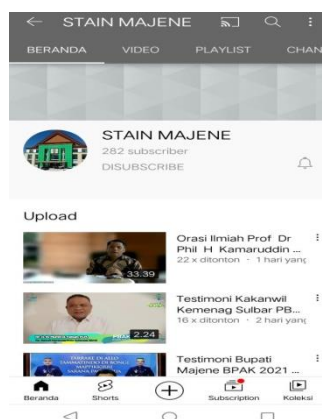 STAIN MAJENE
BERANDA VIDEO PLAYLIST CHAN
STAIN MAJENE
282 subscriber
DISUBSCRIBE
Upload
Orasi Ilmiah Prof Dr
Phil H Kamaruddin ...
22 x ditonton · 1 hari yang
33.39
Testimoni Kakanwil
Kemenag Sulbar PB...
16 x ditonton · 2 hari yang
2.24
Testimoni Bupati
Majene BPAK 2021 ...
Beranda Shorts Subscription Koleksi